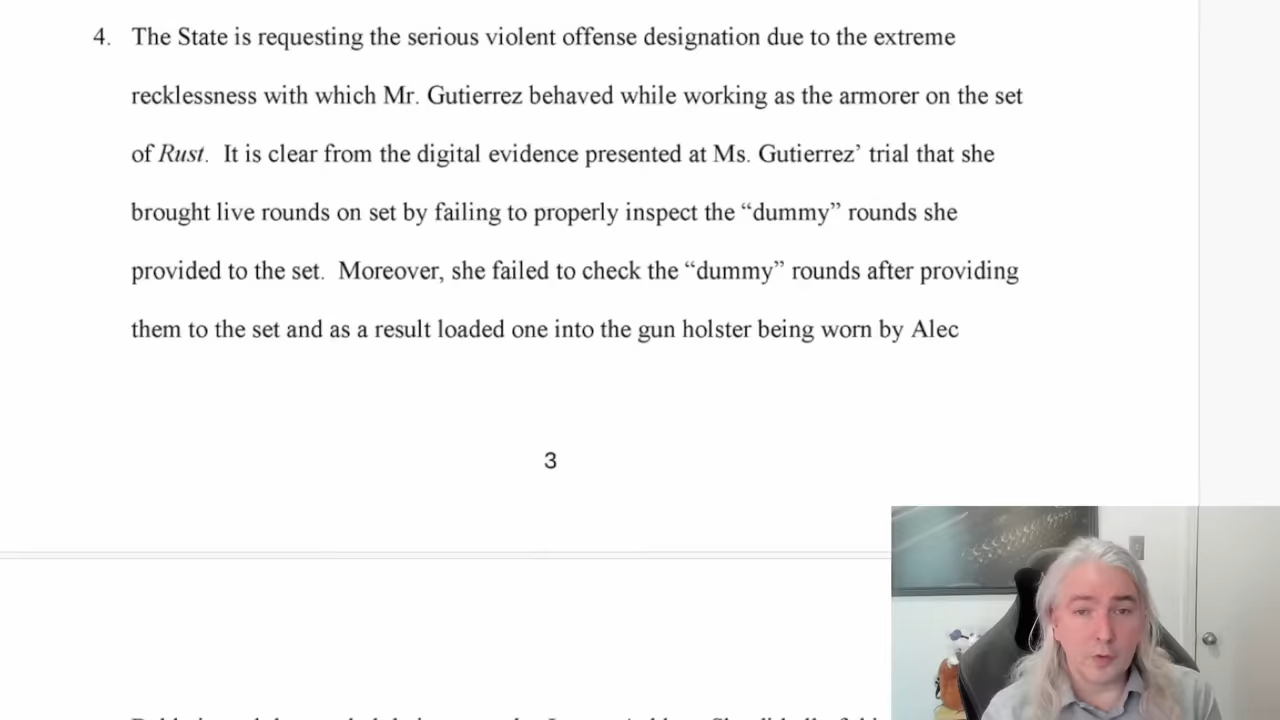 4. The State is requesting the serious violent offense designation due to the extreme
recklessness with which Mr. Gutierrez behaved while working as the armorer on the set
of Rust. It is clear from the digital evidence presented at Ms. Gutierrez’ trial that she
brought live rounds on set by failing to properly inspect the “dummy” rounds she
provided to the set. Moreover, she failed to check the “dummy” rounds after providing
them to the set and as a result loaded one into the gun holster being worn by Alec
3